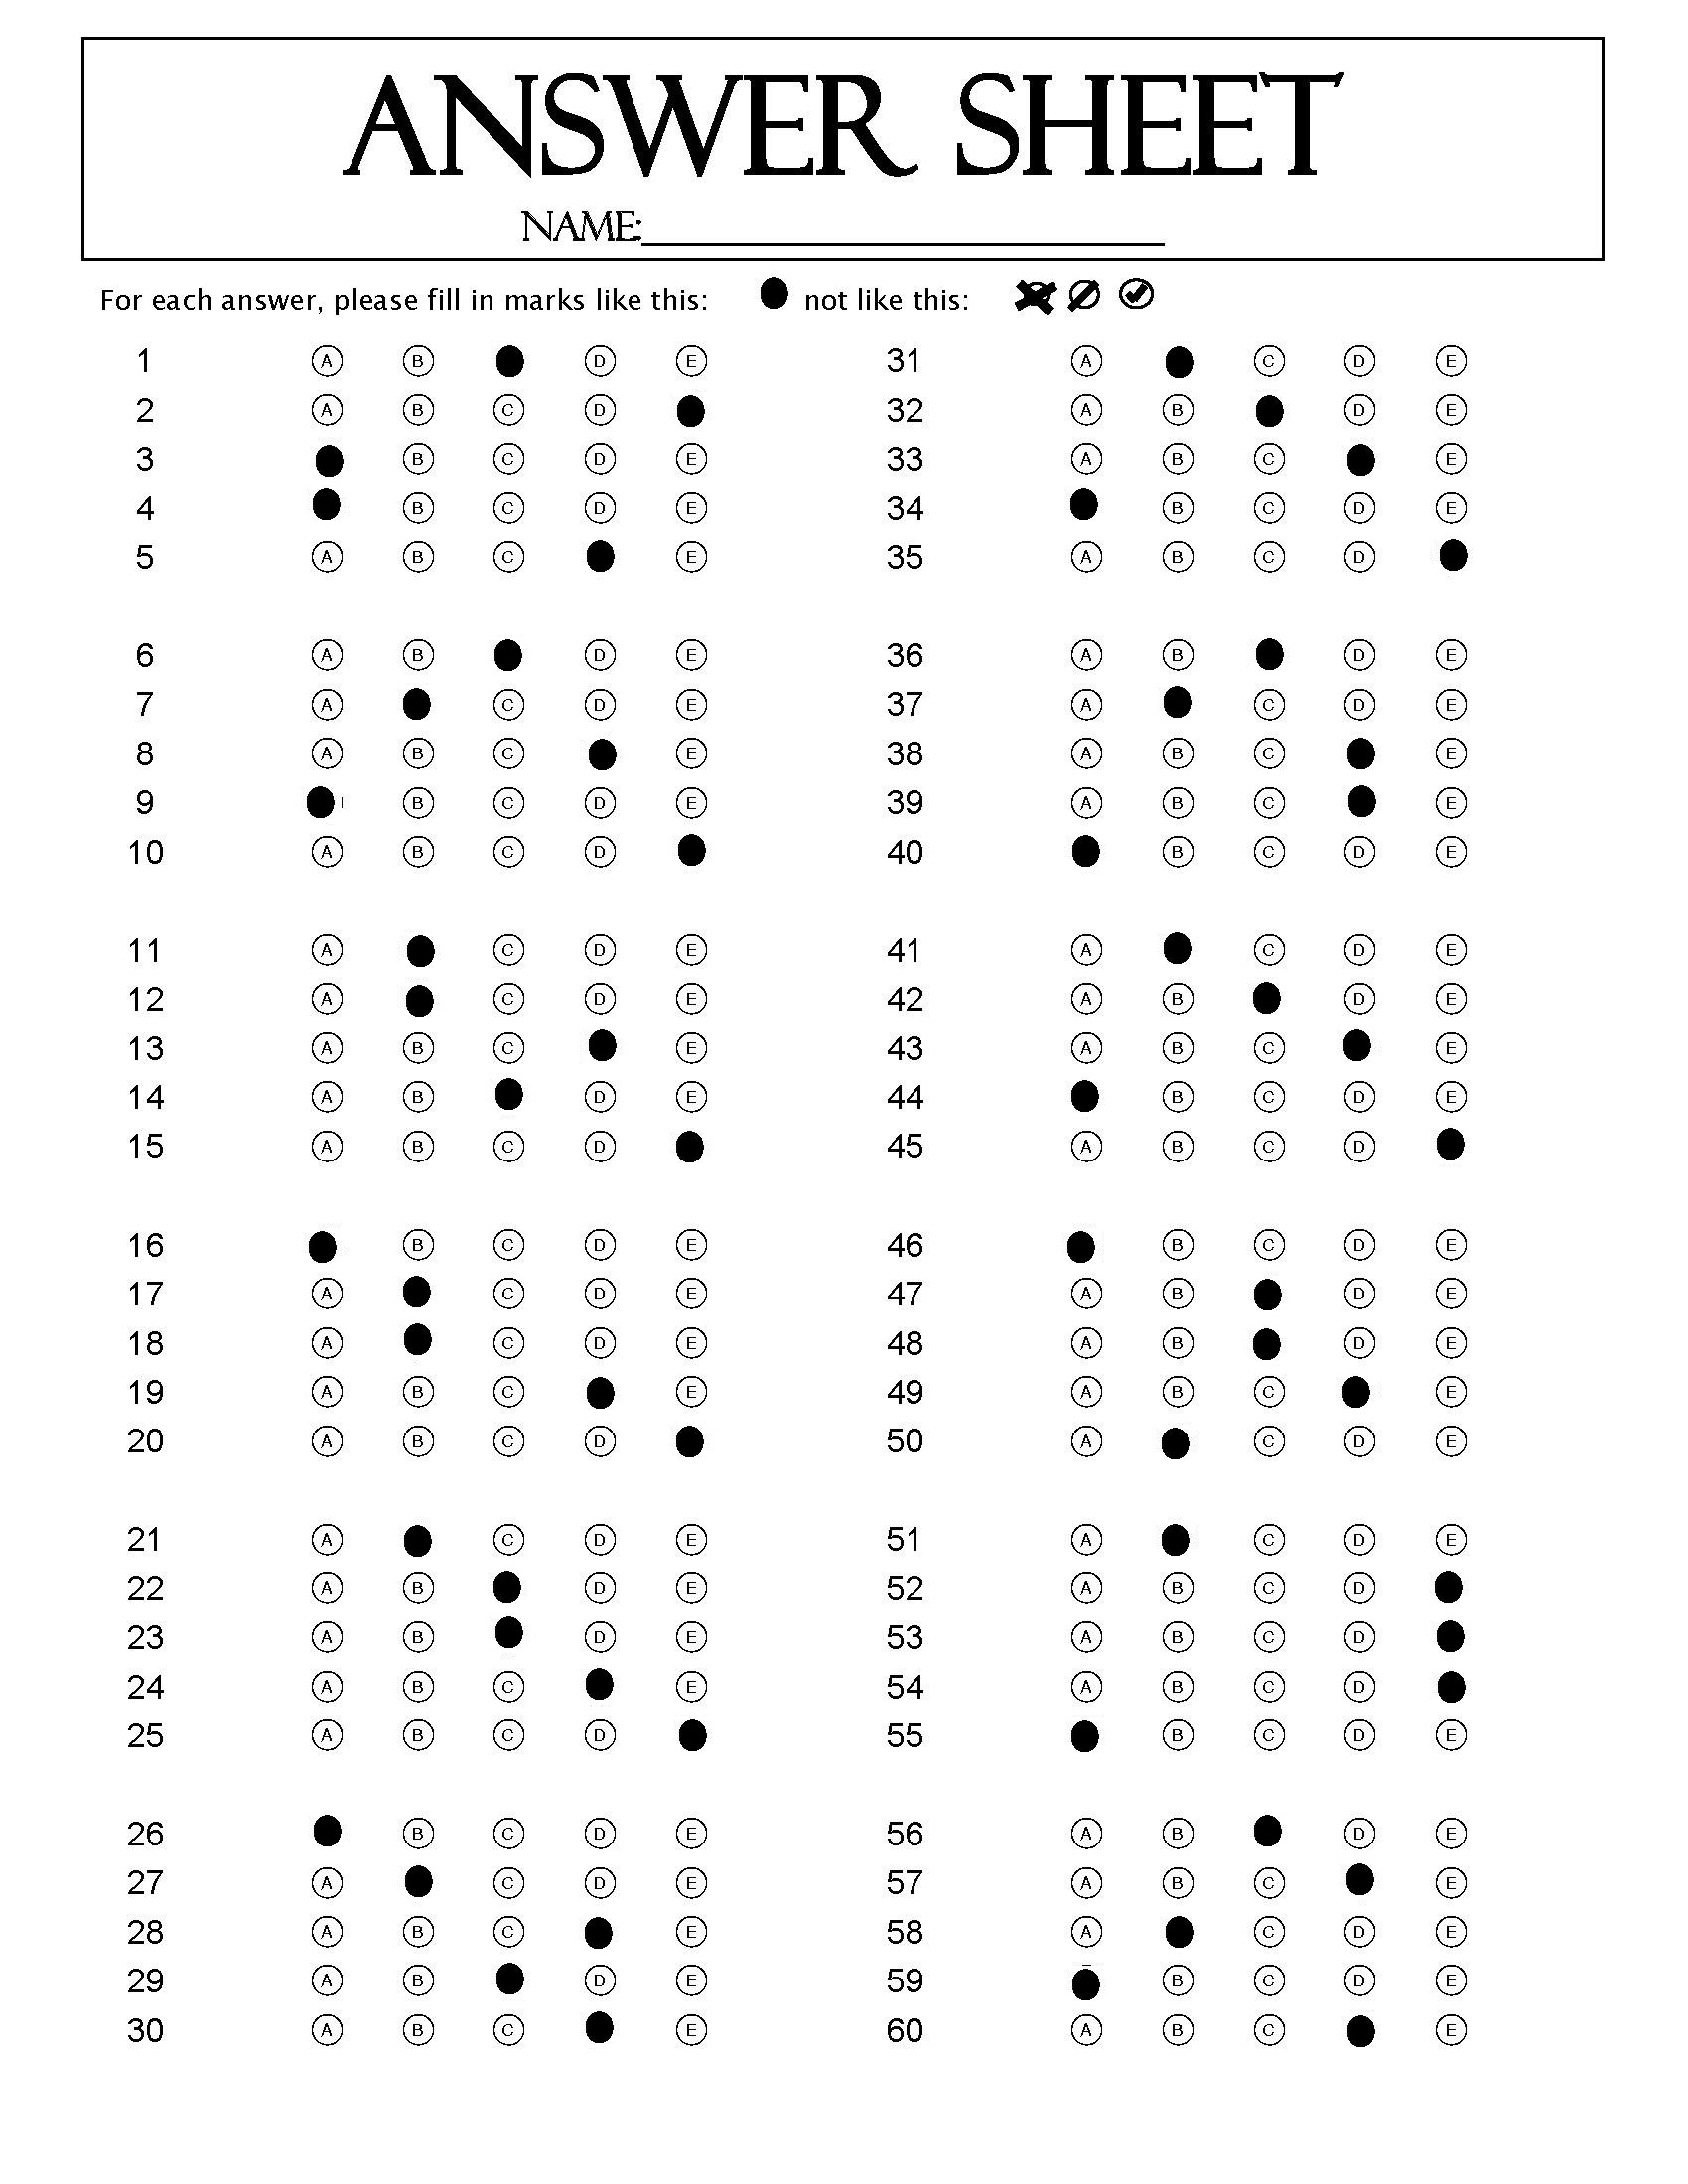 ANSWER SHEET
NAME:
For each answer, please fill in marks like this: not like this:
1 A B D E 31 A C D E
2 A B C D 32 A B D E
3 B C D E 33 A B C E
4 B C D E 34 B C D E
5 A B C E 35 A B C D
6 A B D E 36 A B D E
7 A C D E 37 A C D E
8 A B C E 38 A B C E
9 B C D E 39 A B C E
10 A B C D 40 B C D E
11 A C D E 41 A C D E
12 A C D E 42 A B D E
13 A B C E 43 A B C E
14 A B D E 44 B C D E
15 A B C D 45 A B C D
16 B C D E 46 B C D E
17 A C D E 47 A B D E
18 A C D E 48 A B D E
19 A B C E 49 A B C E
20 A B C D 50 A C D E
21 A C D E 51 A C D E
22 A B D E 52 A B C D
23 A B D E 53 A B C D
24 A B C E 54 A B C D
25 A B C D 55 B C D E
26 B C D E 56 A B D E
27 A C D E 57 A B C E
28 A B C E 58 A C D E
29 A B D E 59 B C D E
30 A B C E 60 A B C E